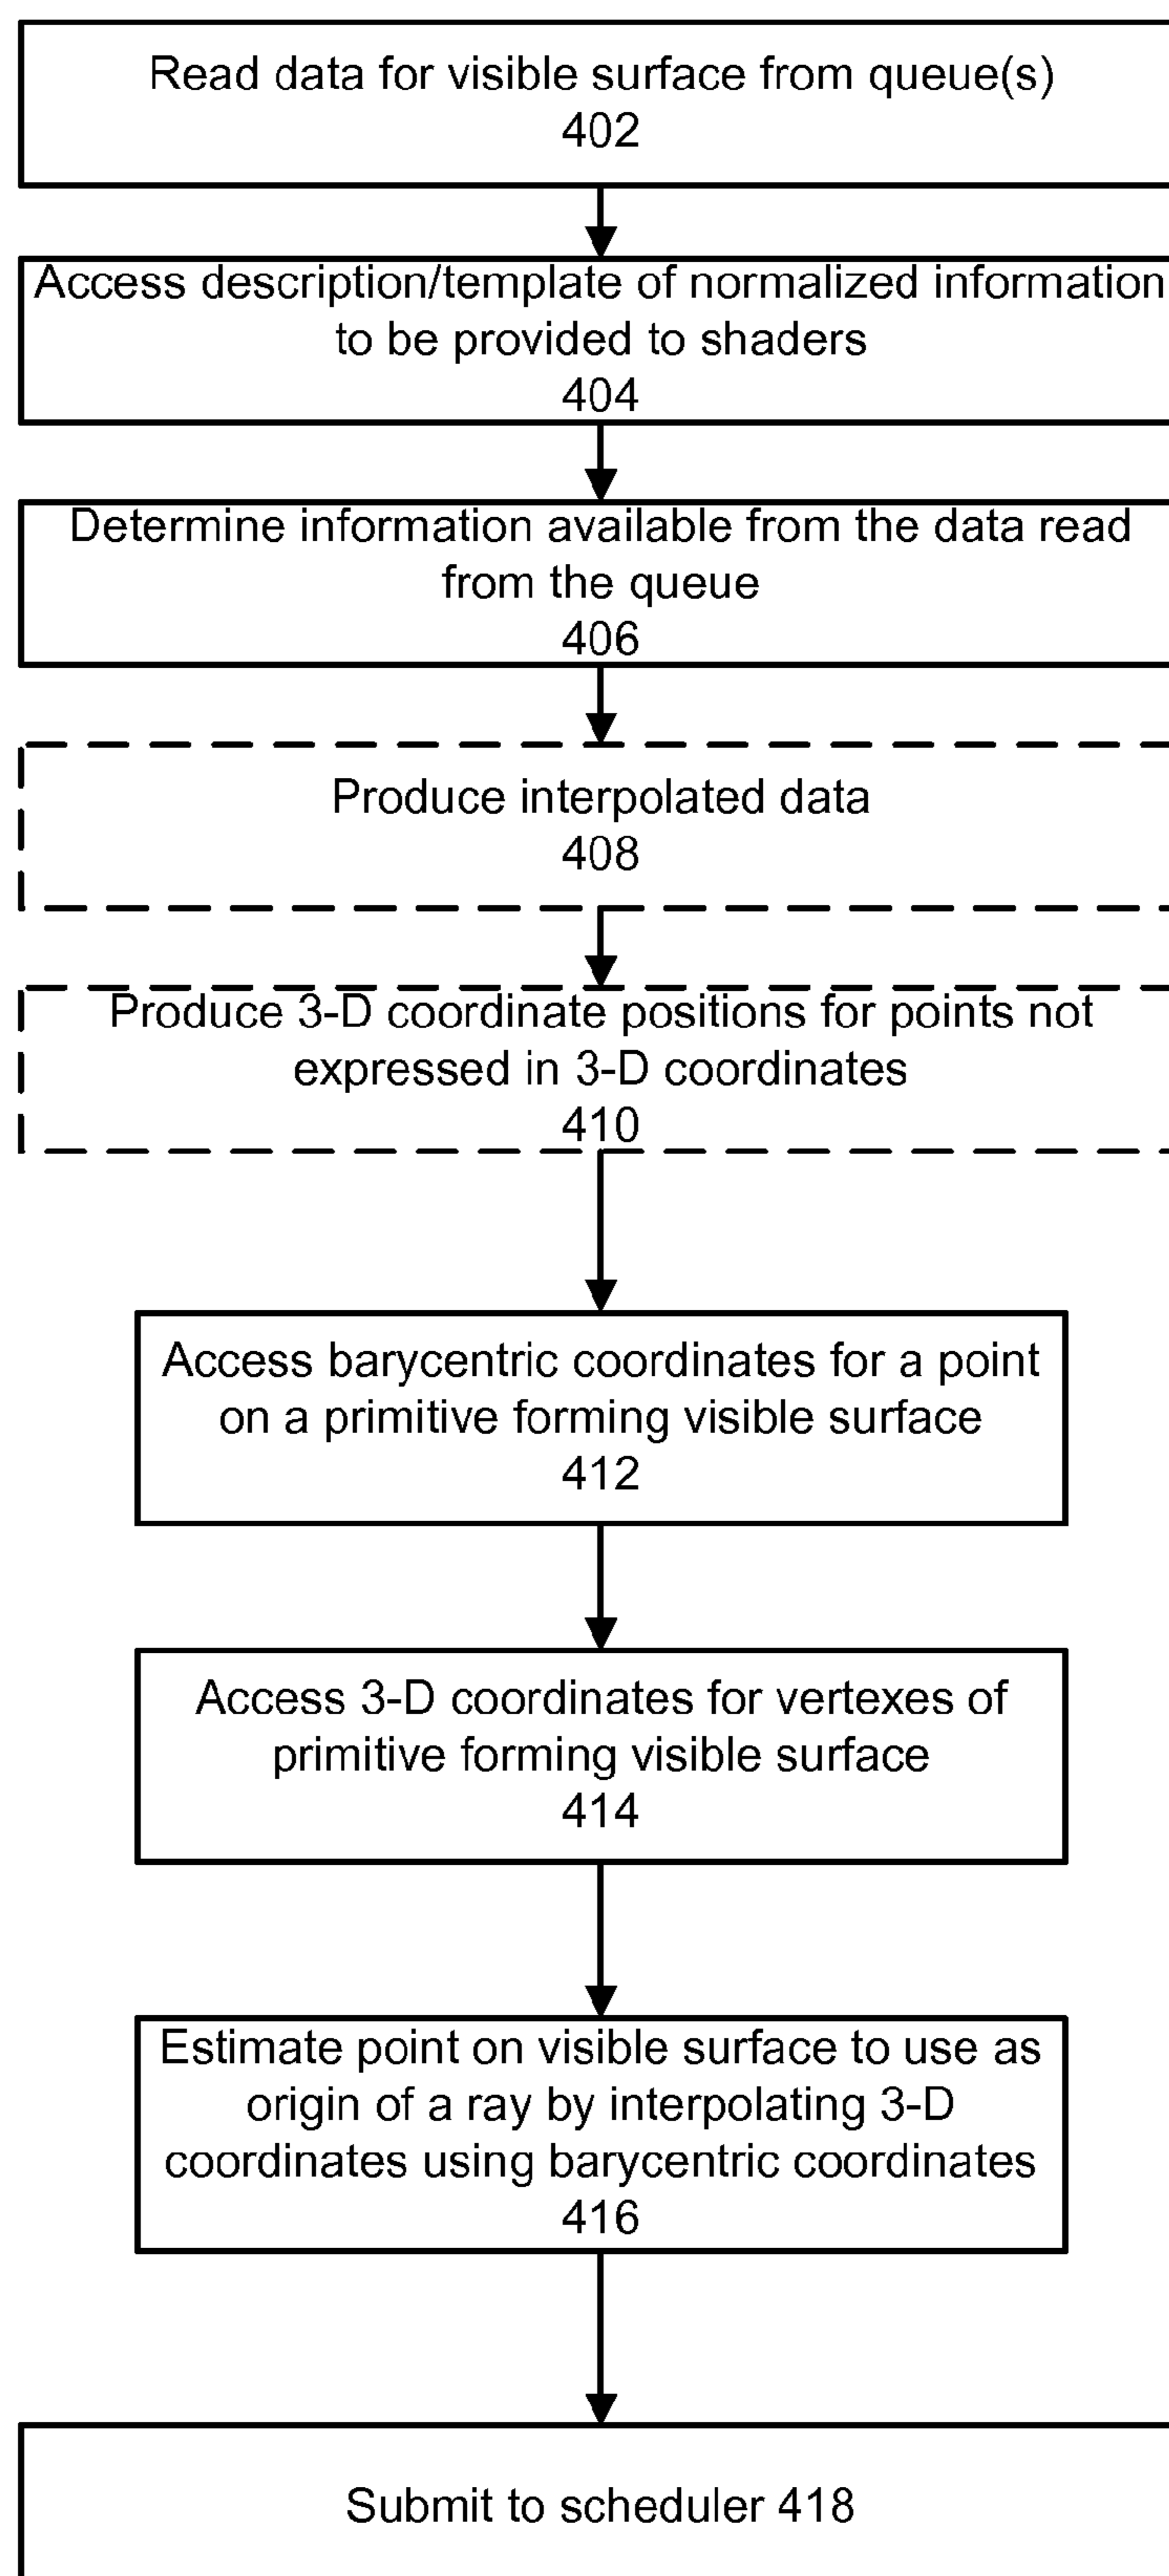 Read data for visible surface from queue(s)
402
Access description/template of normalized information
to be provided to shaders
404
Determine information available from the data read
from the queue
406
Produce interpolated data
408
Produce 3-D coordinate positions for points not
expressed in 3-D coordinates
410
Access barycentric coordinates for a point
on a primitive forming visible surface
412
Access 3-D coordinates for vertexes of
primitive forming visible surface
414
Estimate point on visible surface to use as
origin of a ray by interpolating 3-D
coordinates using barycentric coordinates
416
Submit to scheduler 418